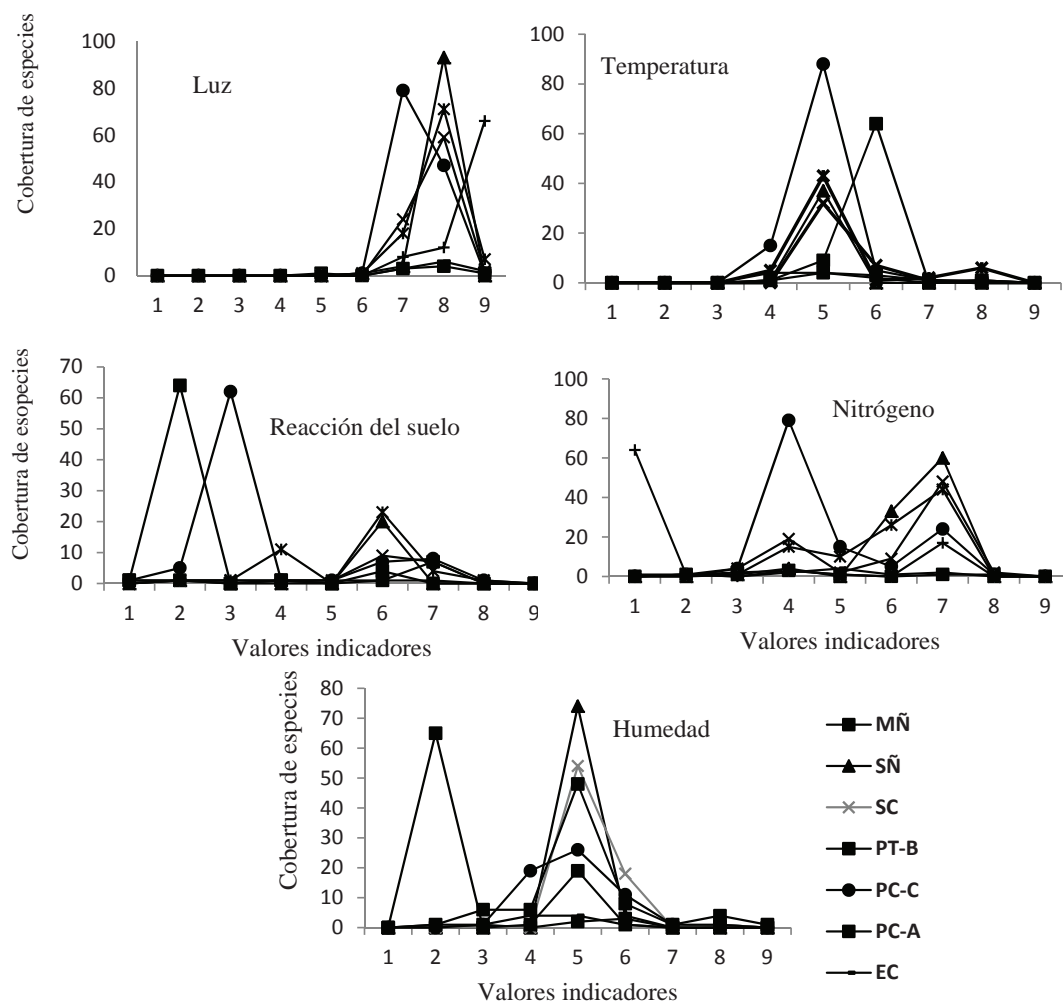 Luz
Cobertura de especies
100
80
60
40
20
0
1 2 3 4 5 6 7 8 9
Temperatura
100
80
60
40
20
0
1 2 3 4 5 6 7 8 9
Reacción del suelo
Cobertura de esopecies
70
60
50
40
30
20
10
0
1 2 3 4 5 6 7 8 9
Valores indicadores
Nitrógeno
100
80
60
40
20
0
1 2 3 4 5 6 7 8 9
Valores indicadores
Humedad
Cobertura de especies
80
70
60
50
40
30
20
10
0
1 2 3 4 5 6 7 8 9
Valores indicadores
MÑ
SÑ
SC
PT-B
PC-C
PC-A
EC